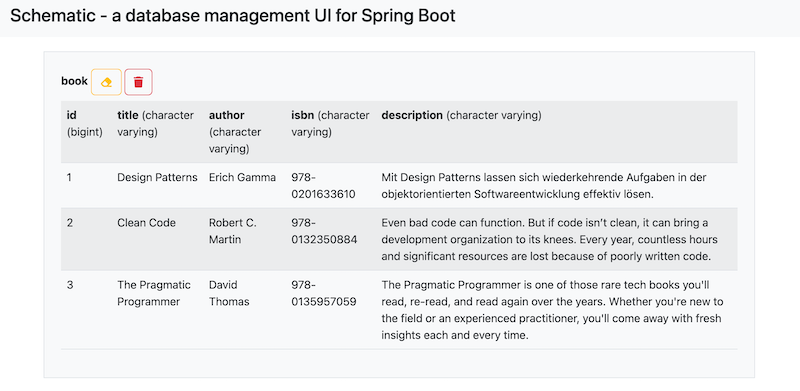 Schematic - a database management UI for Spring Boot
book
id (bigint)
title (character varying)
author (character varying)
isbn (character varying)
description (character varying)
1
Design Patterns
Erich Gamma
978-
0201633610
Mit Design Patterns lassen sich wiederkehrende Aufgaben in der
objektorientierten Softwareentwicklung effektiv lösen.
2
Clean Code
Robert C.
Martin
978-
0132350884
Even bad code can function. But if code isn’t clean, it can bring a
development organization to its knees. Every year, countless hours
and significant resources are lost because of poorly written code.
3
The Pragmatic
Programmer
David
Thomas
978-
0135957059
The Pragmatic Programmer is one of those rare tech books you'll
read, re-read, and read again over the years. Whether you're new to
the field or an experienced practitioner, you'll come away with fresh
insights each and every time.